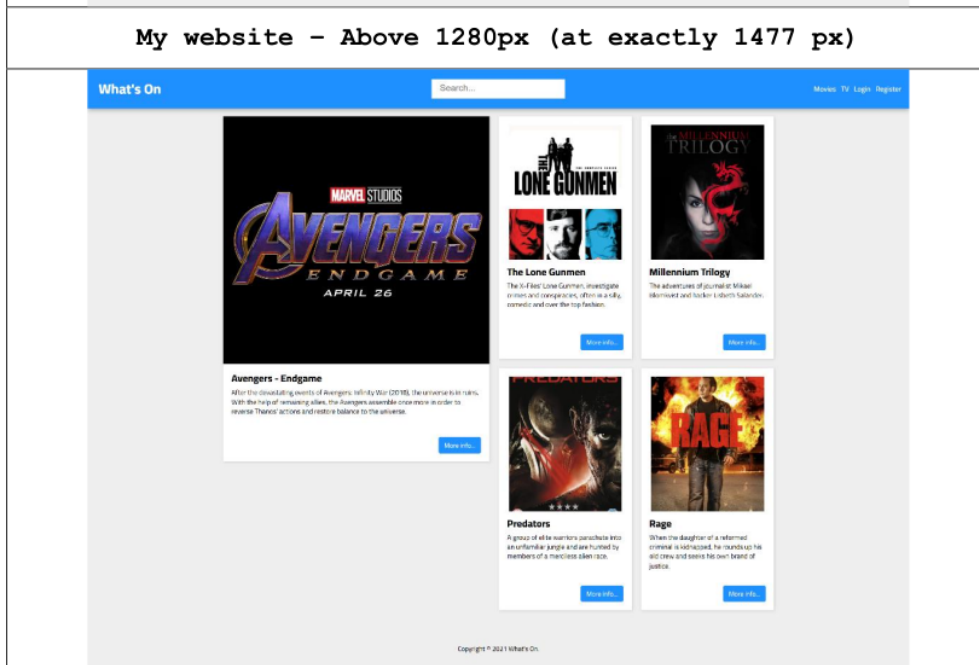 My website – Above 1280px (at exactly 1477 px)
What's On
Search...
Movies TV Login Register
MARVEL STUDIOS
AVENGERS
ENDGAME
APRIL 26
Avengers - Endgame
After the devastating events of Avengers: Infinity War (2018), the universe is in ruins.
With the help of remaining allies, the Avengers assemble once more in order to
reverse Thanos' actions and restore balance to the universe.
More info...
THE LONE GUNMEN
THE COMPLETE SERIES
The Lone Gunmen
The X-Files' Lone Gunmen, investigate
crimes and conspiracies, often in a silly,
comedic and over the top fashion.
More info...
THE MILLENNIUM
TRILOGY
Millennium Trilogy
The adventures of journalist Mikael
Blomkvist and hacker Lisbeth Salander.
More info...
PREDATORS
Predators
A group of elite warriors parachute into
an unfamiliar jungle and are hunted by
members of a merciless alien race.
More info...
RAGE
Rage
When the daughter of a reformed
criminal is kidnapped, he rounds up his
old crew and seeks his own brand of
justice.
More info...
Copyright © 2021 What's On.